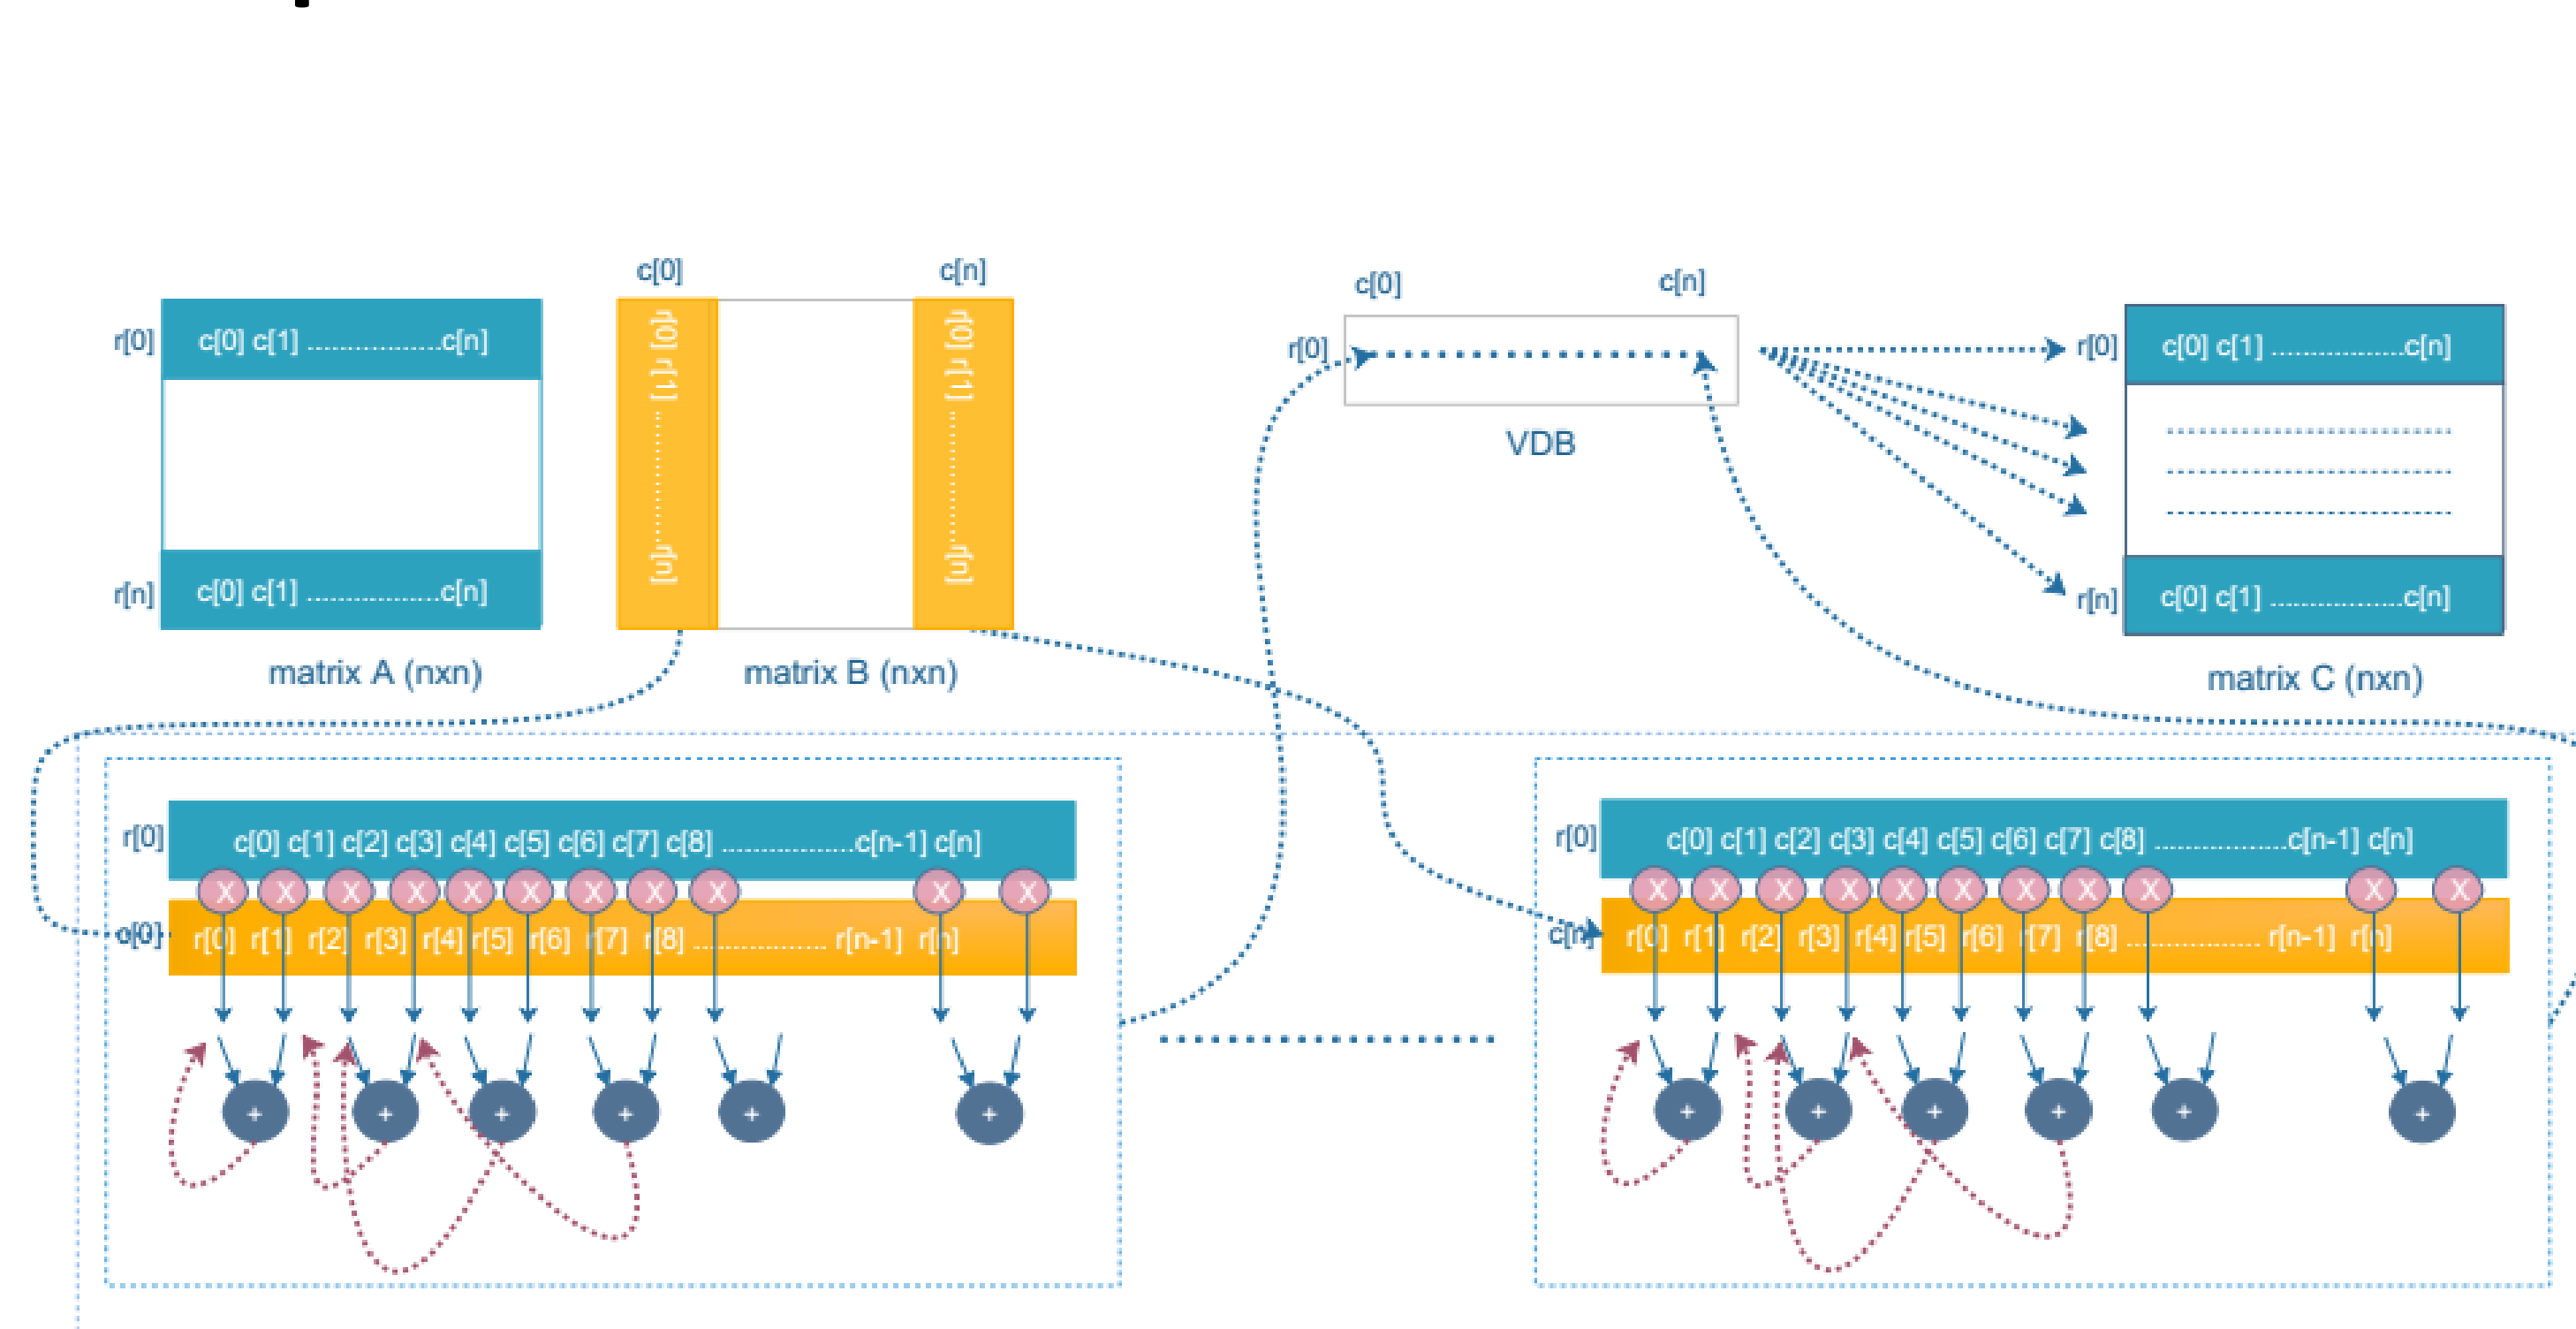 c[0] c[n]
c[0] c[n]
r[0] c[0] c[1] ....................c[n]
r[0] r[1] ....................r[n]
r[0] r[1] ....................r[n]
r[0]
VDB
r[0] c[0] c[1] ....................c[n]
r[n] c[0] c[1] ....................c[n]
r[n] c[0] c[1] ....................c[n]
matrix A (nxn)
matrix B (nxn)
matrix C (nxn)
r[0] c[0] c[1] c[2] c[3] c[4] c[5] c[6] c[7] c[8] ....................c[n-1] c[n]
X X X X X X X X X X X
c[0] r[0] r[1] r[2] r[3] r[4] r[5] r[6] r[7] r[8] .................... r[n-1] r[n]
+ + + + + +
r[0] c[0] c[1] c[2] c[3] c[4] c[5] c[6] c[7] c[8] ....................c[n-1] c[n]
X X X X X X X X X X X
c[n] r[0] r[1] r[2] r[3] r[4] r[5] r[6] r[7] r[8] .................... r[n-1] r[n]
+ + + + + +